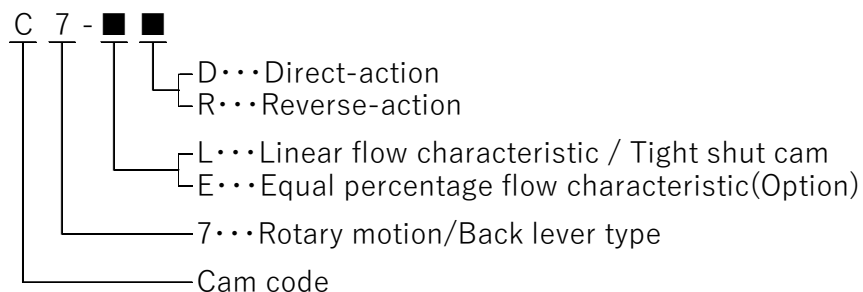 C 7 - ■ ■
D･･･Direct-action
R･･･Reverse-action
L･･･Linear flow characteristic / Tight shut cam
E･･･Equal percentage flow characteristic(Option)
7･･･Rotary motion/Back lever type
Cam code